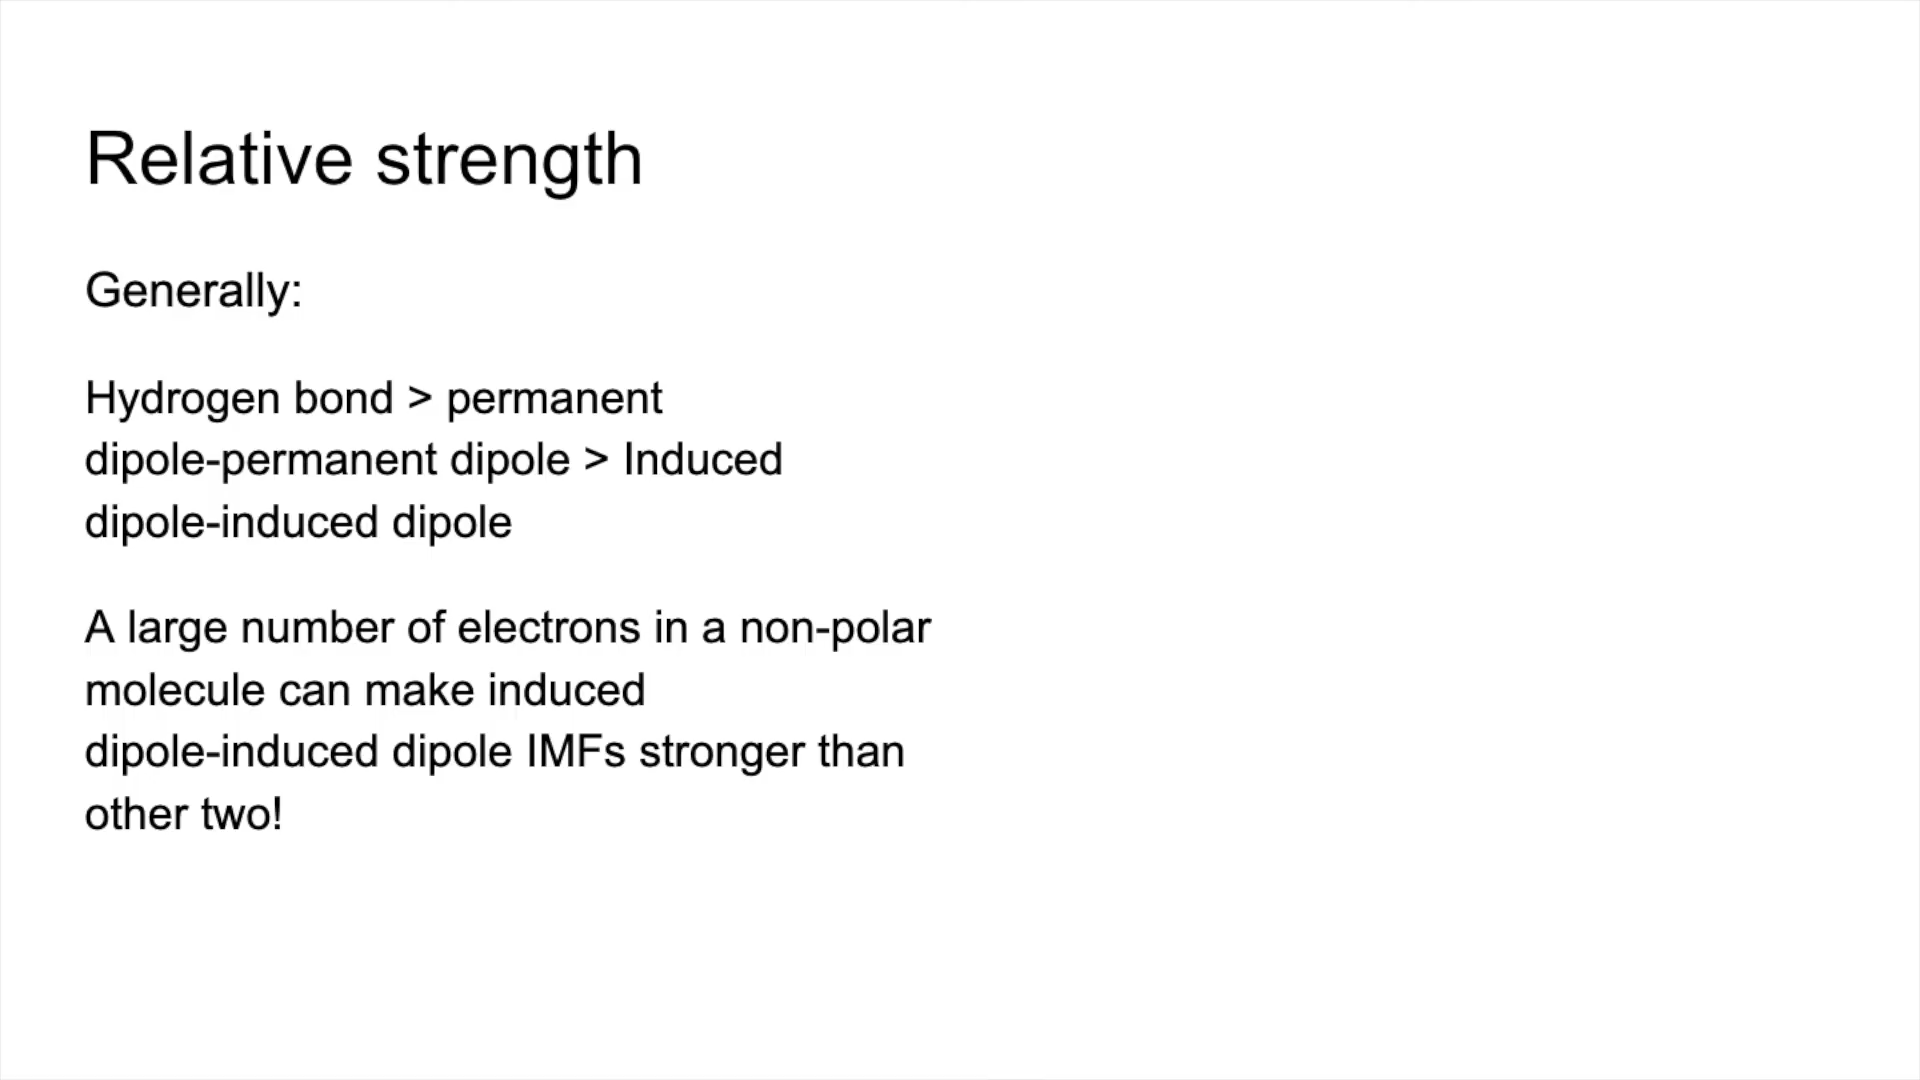 Relative strength
Generally:
Hydrogen bond > permanent
dipole-permanent dipole > Induced
dipole-induced dipole
A large number of electrons in a non-polar
molecule can make induced
dipole-induced dipole IMFs stronger than
other two!